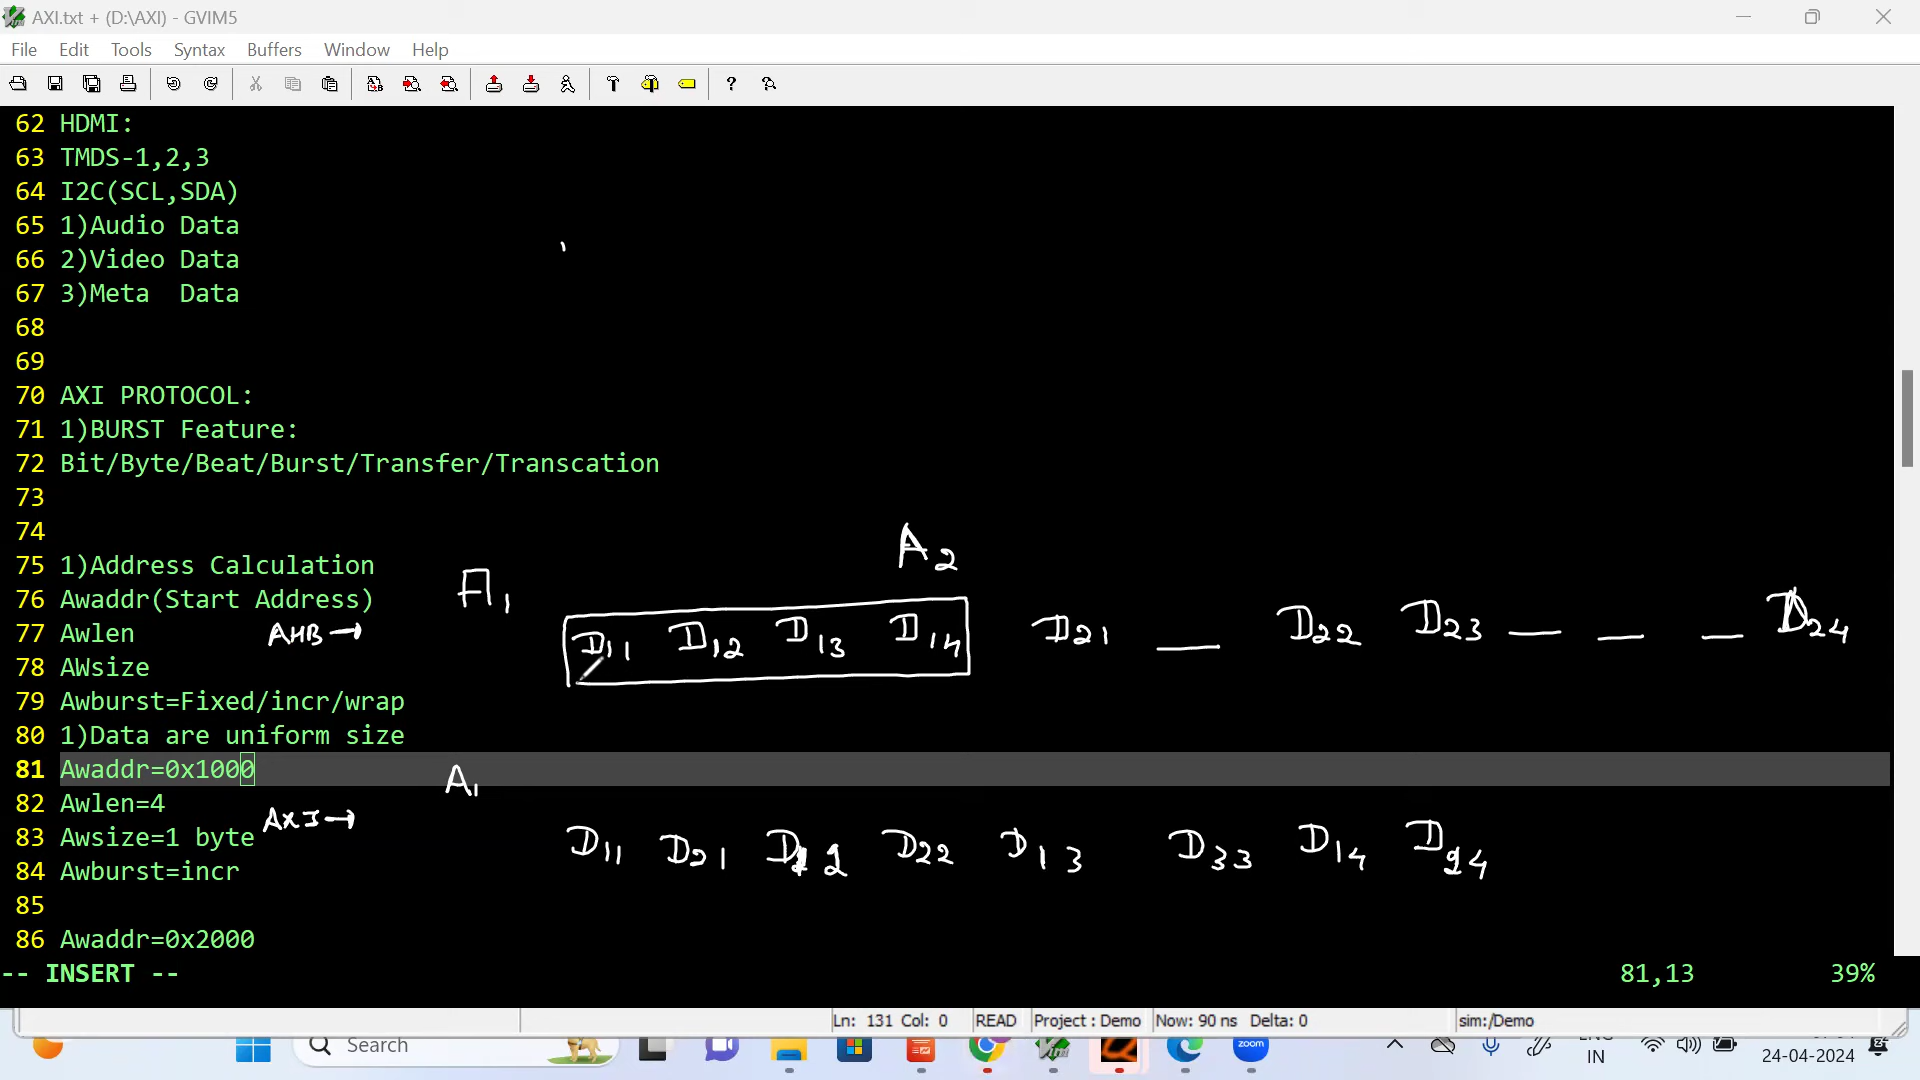 AXI.txt + (D:\AXI) - GVIM5
File Edit Tools Syntax Buffers Window Help
62 HDMI:
63 TMDS-1,2,3
64 I2C(SCL,SDA)
65 1)Audio Data
66 2)Video Data
67 3)Meta  Data
68
69
70 AXI PROTOCOL:
71 1)BURST Feature:
72 Bit/Byte/Beat/Burst/Transfer/Transcation
73
74
A2
75 1)Address Calculation
76 Awaddr(Start Address) A1
77 Awlen AHB → D11 D12 D13 D14 D21 — D22 D23 — — — D24
78 AWsize
79 Awburst=Fixed/incr/wrap
80 1)Data are uniform size
81 Awaddr=0x1000 A1
82 Awlen=4
83 Awsize=1 byte AXI → D11 D21 D12 D22 D13 D33 D14 D24
84 Awburst=incr
85
86 Awaddr=0x2000
-- INSERT -- 81,13 39%
Ln: 131 Col: 0 READ Project : Demo Now: 90 ns Delta: 0 sim:/Demo
Search zoom
IN 24-04-2024